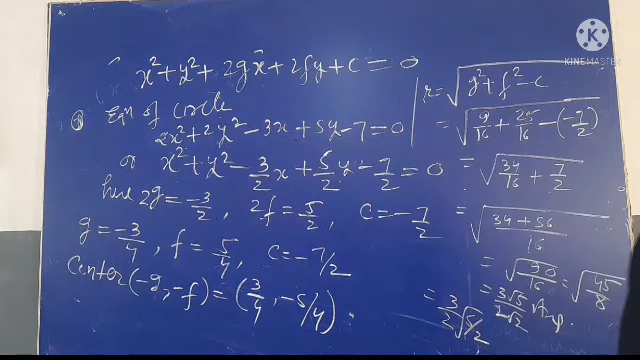 x² + y² + 2gx + 2fy + c = 0
Eqn of circle
2x² + 2y² - 3x + 5y - 7 = 0
or x² + y² - 3/2 x + 5/2 y - 7/2 = 0
here 2g = -3/2 , 2f = 5/2 , c = -7/2
g = -3/4 , f = 5/4 , c = -7/2
Center (-g, -f) = (3/4, -5/4) .
r = √(g² + f² - c)
= √(9/16 + 25/16 - (-7/2))
= √(34/16 + 7/2)
= √((34 + 56)/16)
= √(90/16) = √(45/8)
= 3√5/2√2 Ans.
= 3/2 √5/2
KINEMASTER